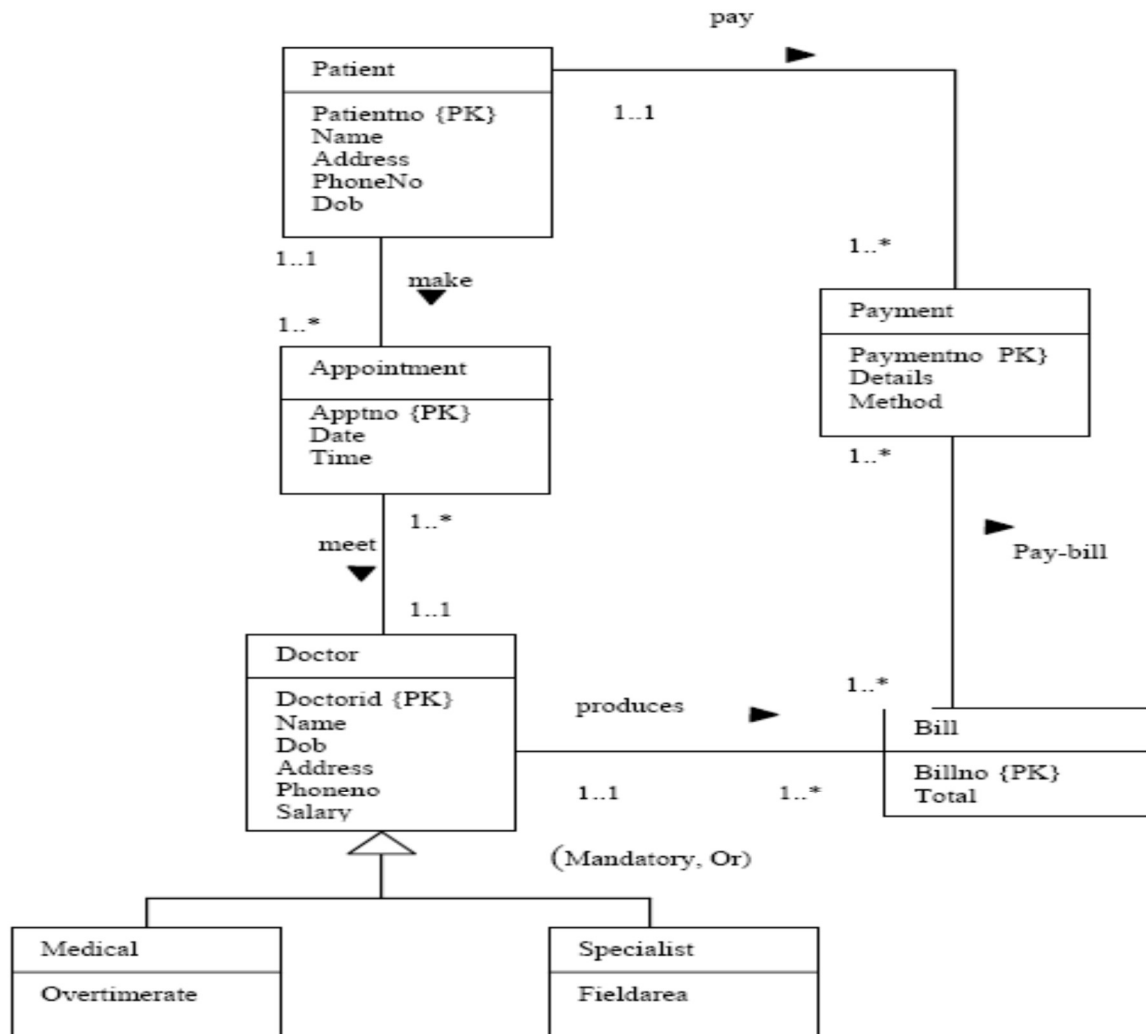 pay
Patient
1..1
Patientno {PK}
Name
Address
PhoneNo
Dob
1..1
make
1..*
1..*
Appointment
Apptno {PK}
Date
Time
Payment
Paymentno PK}
Details
Method
1..*
1..*
meet
1..1
Pay-bill
Doctor
Doctorid {PK}
Name
Dob
Address
Phoneno
Salary
produces
1..*
1..1
1..*
Bill
Billno {PK}
Total
(Mandatory, Or)
Medical
Overtimerate
Specialist
Fieldarea